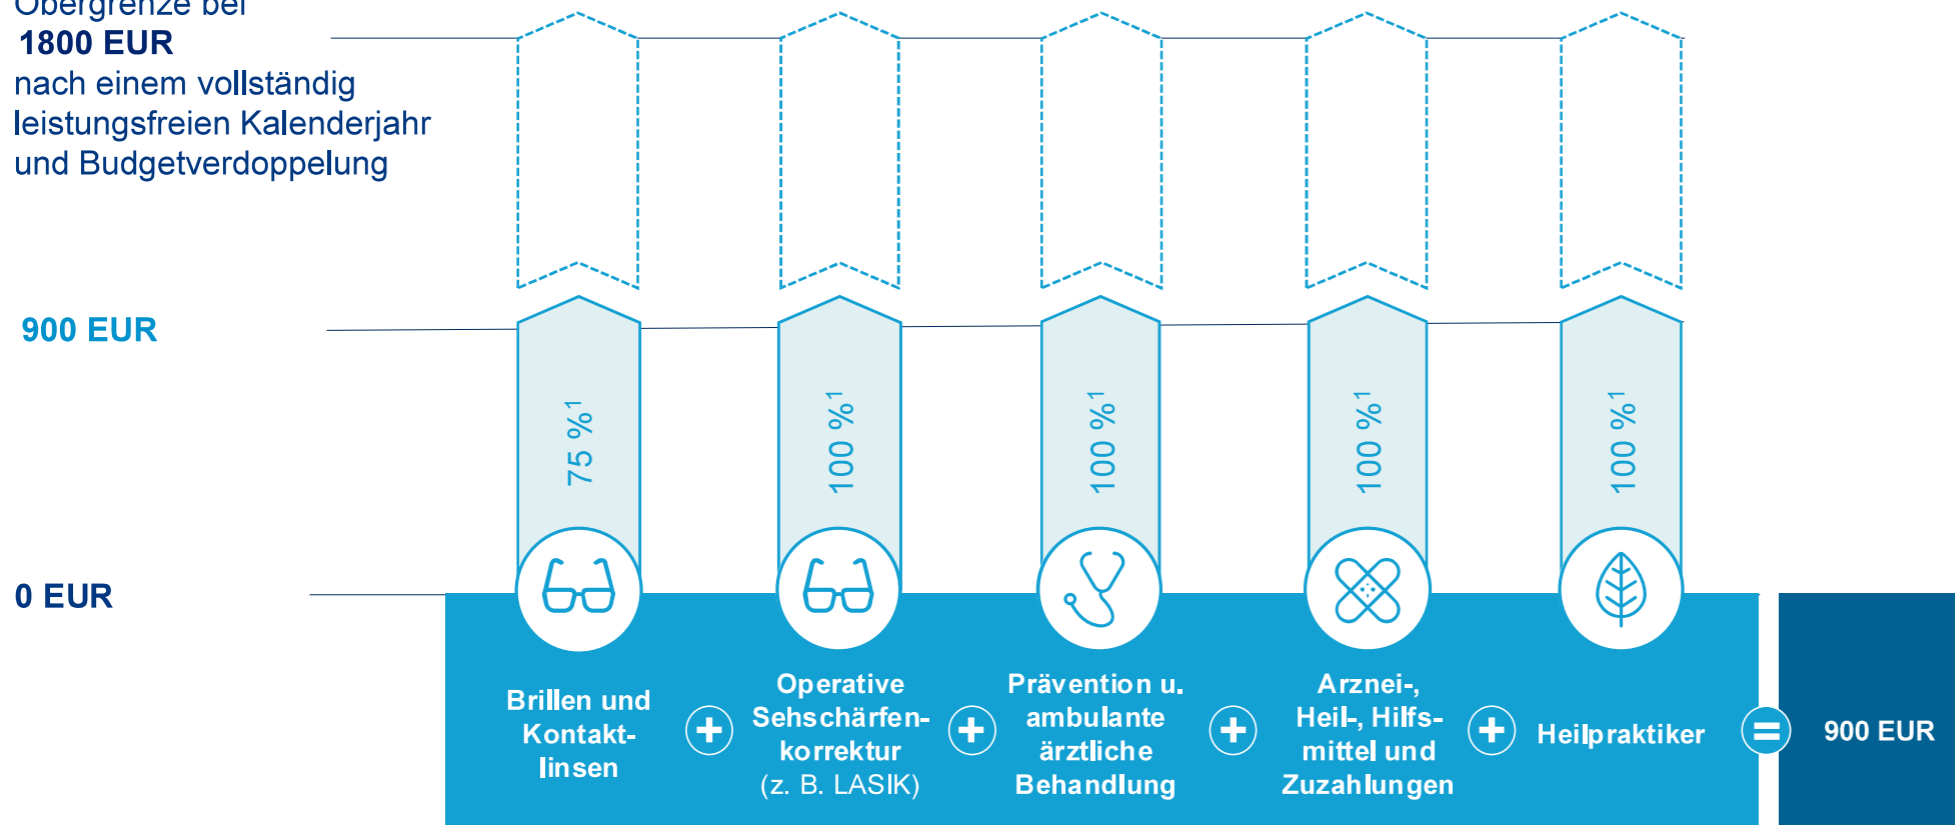 Obergrenze bei
1800 EUR
nach einem vollständig
leistungsfreien Kalenderjahr
und Budgetverdoppelung
900 EUR
75 %¹
100 %¹
100 %¹
100 %¹
100 %¹
0 EUR
Brillen und
Kontakt-
linsen
+
Operative
Sehschärfen-
korrektur
(z. B. LASIK)
+
Prävention u.
ambulante
ärztliche
Behandlung
+
Arznei-,
Heil-, Hilfs-
mittel und
Zuzahlungen
+
Heilpraktiker
=
900 EUR